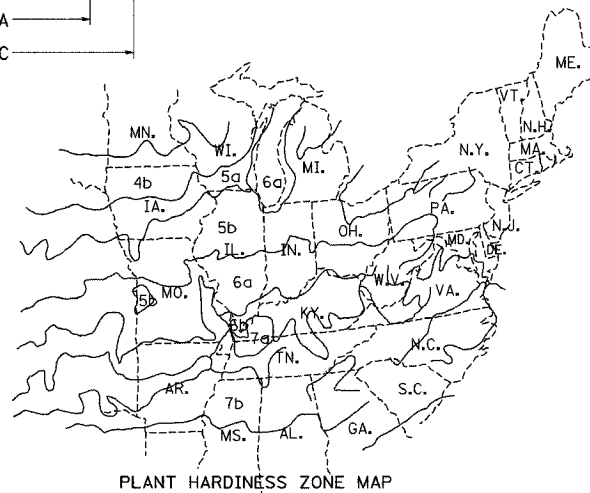 A
C
ME.
VT.
MN.
N.H.
WI.
N.Y.
MA.
5a
MI.
CT.
4b
6a
IA.
PA.
5b
OH.
N.J.
IL.
IN.
MD.
DE.
6a
W.V.
MO.
VA.
5b
KY.
6b
7a
N.C.
TN.
AR.
S.C.
7b
GA.
MS.
AL.
PLANT HARDINESS ZONE MAP